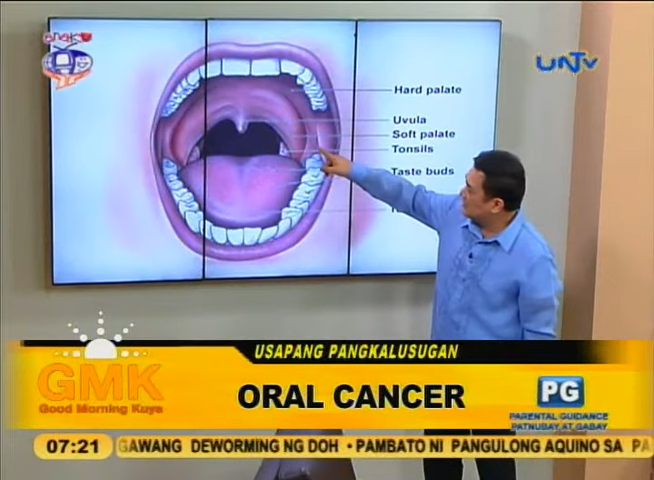 UNTV
Hard palate
Uvula
Soft palate
Tonsils
Taste buds
USAPANG PANGKALUSUGAN
GMK
Good Morning Kuya
ORAL CANCER
PG
PARENTAL GUIDANCE
PATNUBAY AT GABAY
07:21
GAWANG DEWORMING NG DOH • PAMBATO NI PANGULONG AQUINO SA PA